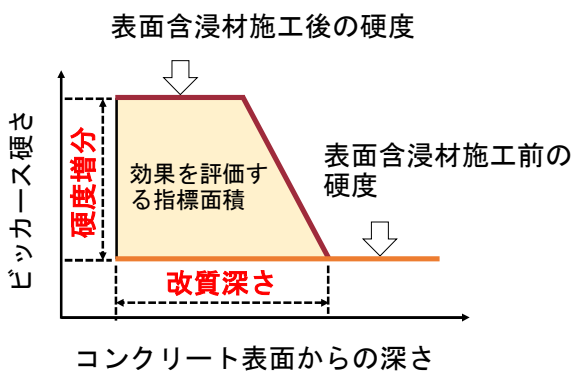 表面含浸材施工後の硬度
ビッカース硬さ
硬度増分
効果を評価す
る指標面積
表面含浸材施工前の
硬度
改質深さ
コンクリート表面からの深さ